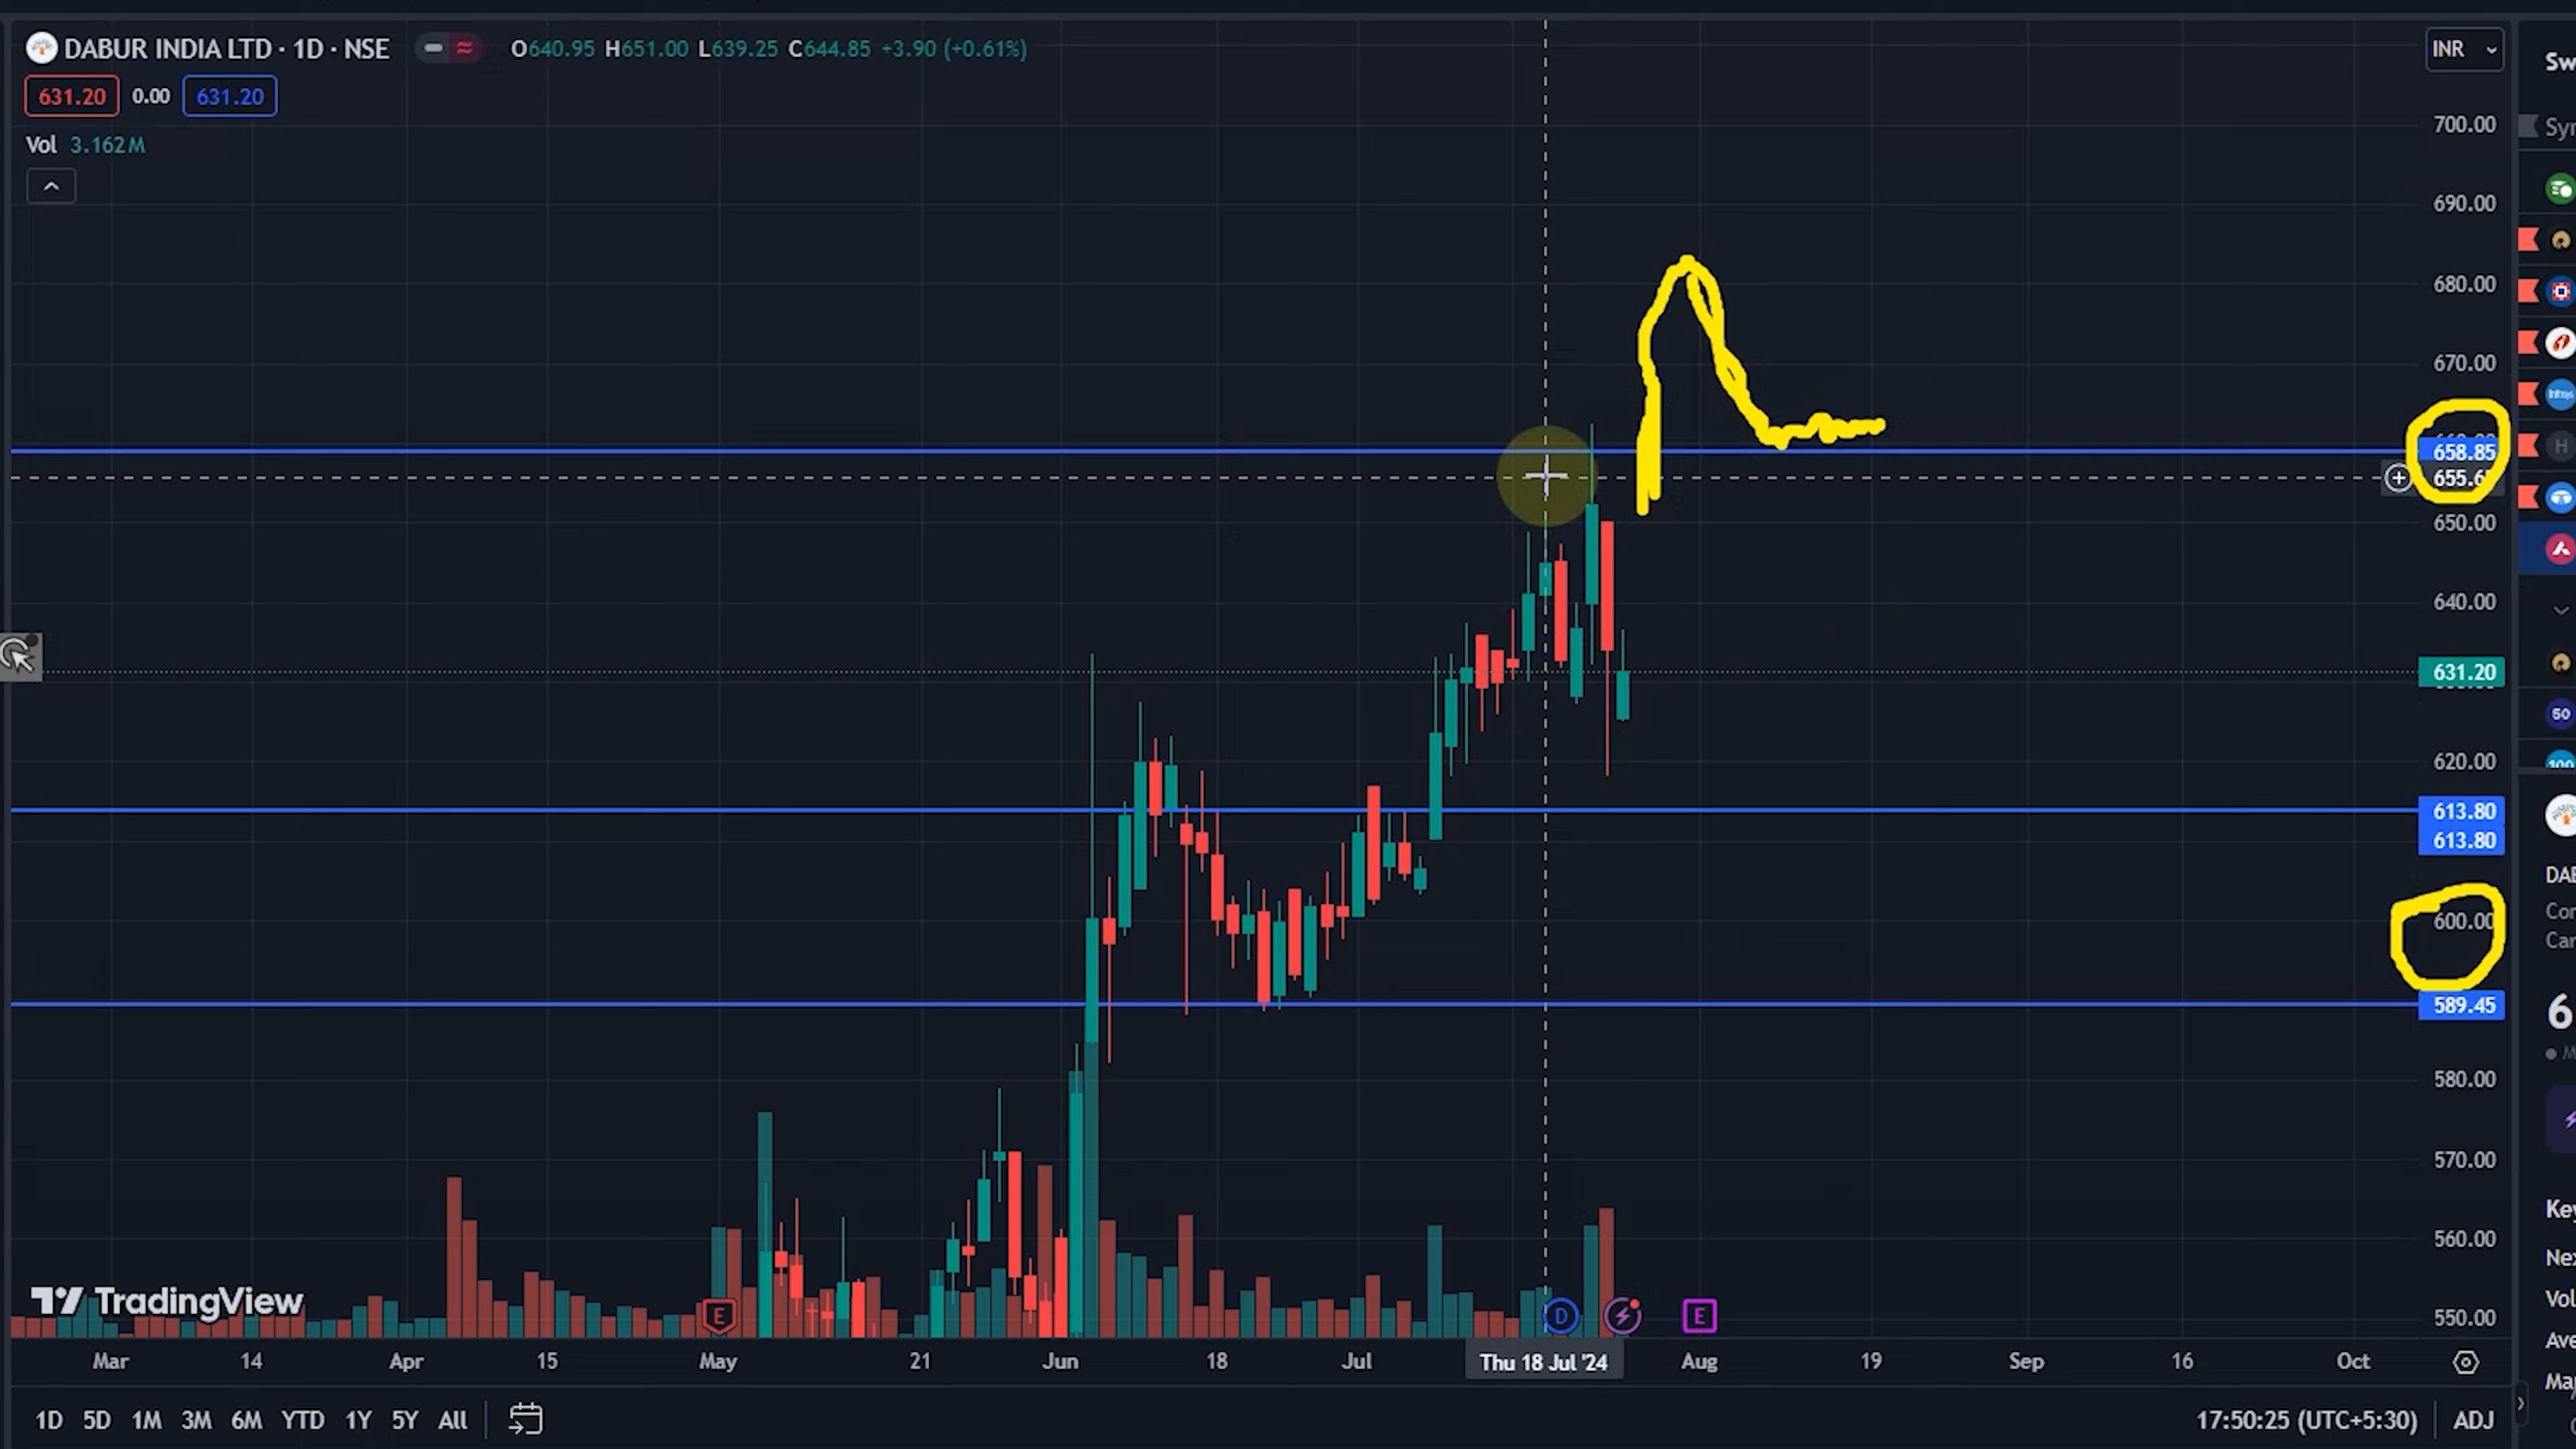 DABUR INDIA LTD · 1D · NSE O640.95 H651.00 L639.25 C644.85 +3.90 (+0.61%)
INR
631.20 0.00 631.20
Vol 3.162M
700.00
690.00
680.00
670.00
658.85
650.00
640.00
631.20
620.00
613.80
613.80
600.00
589.45
580.00
570.00
560.00
550.00
50
100
H
6
E D E
TradingView
Mar 14 Apr 15 May 21 Jun 18 Jul Thu 18 Jul '24 Aug 19 Sep 16 Oct
1D 5D 1M 3M 6M YTD 1Y 5Y All 17:50:25 (UTC+5:30) ADJ